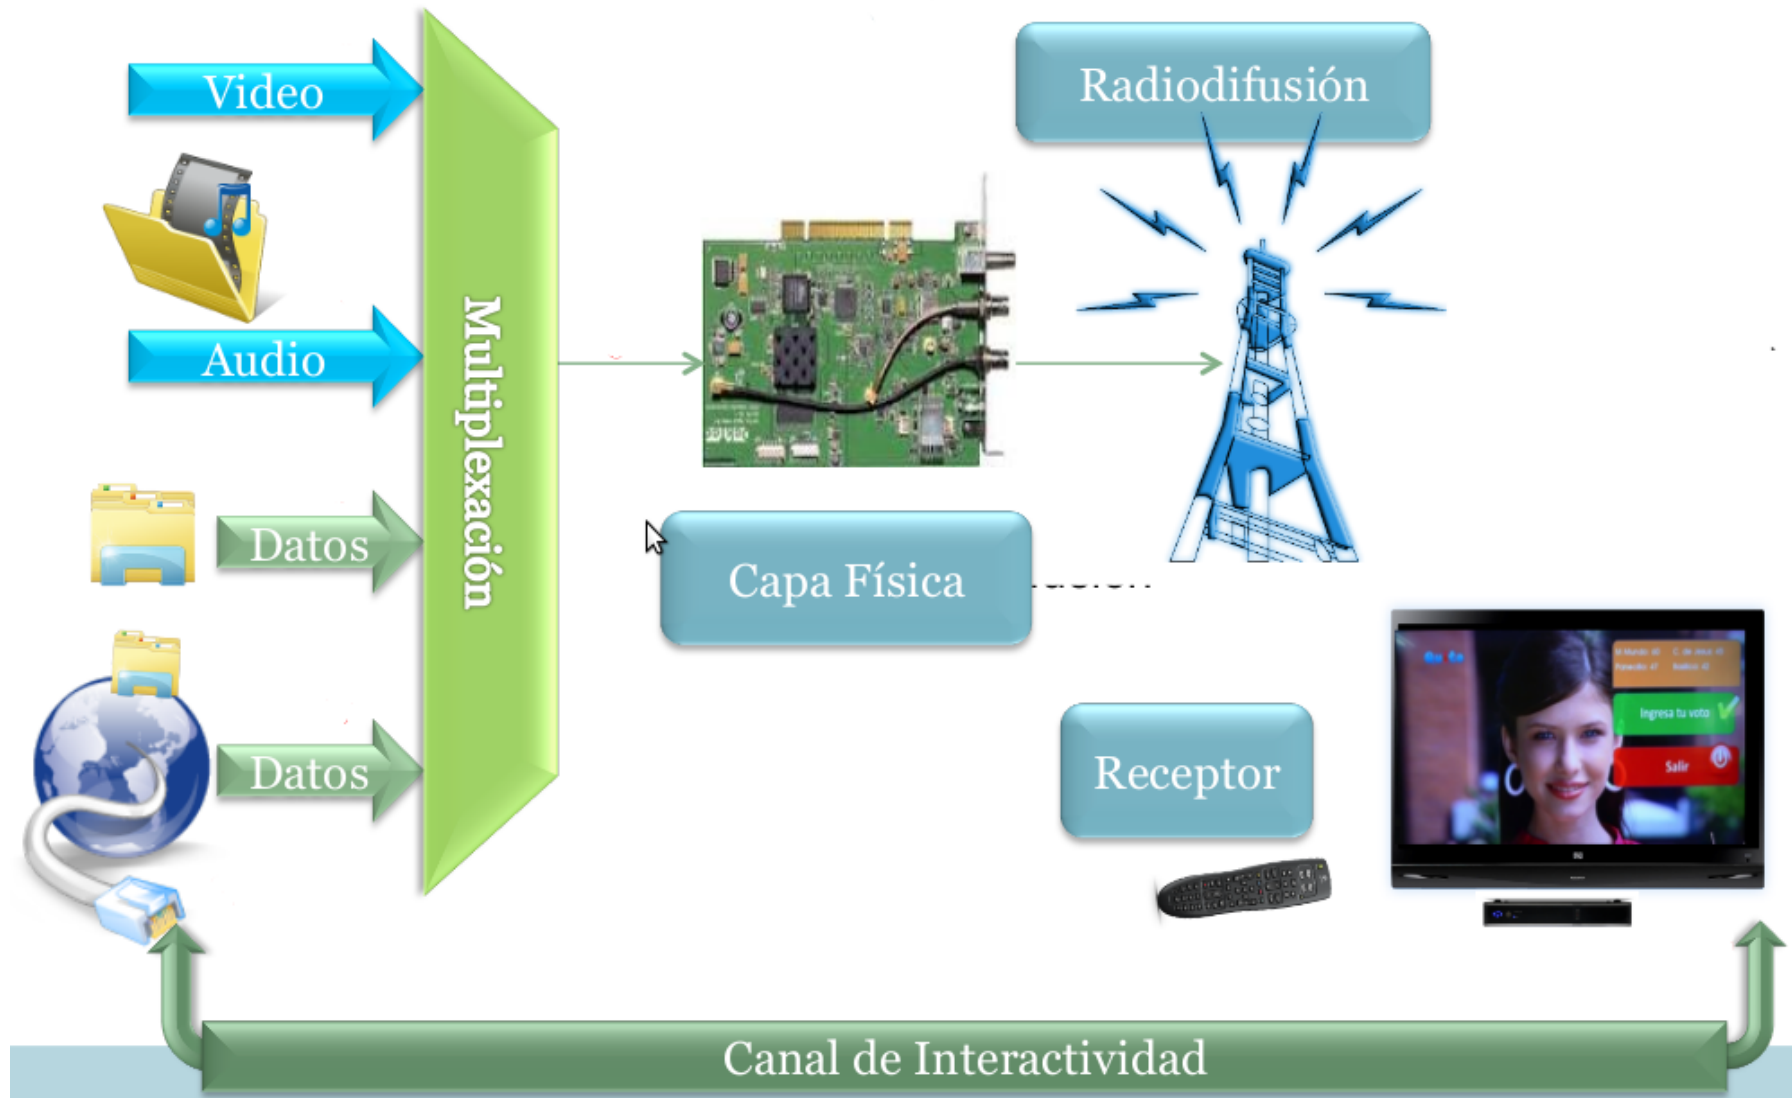 Video
Radiodifusión
Audio
Multiplexación
Datos
Capa Física
Datos
Receptor
Ingresa tu voto
Salir
Canal de Interactividad